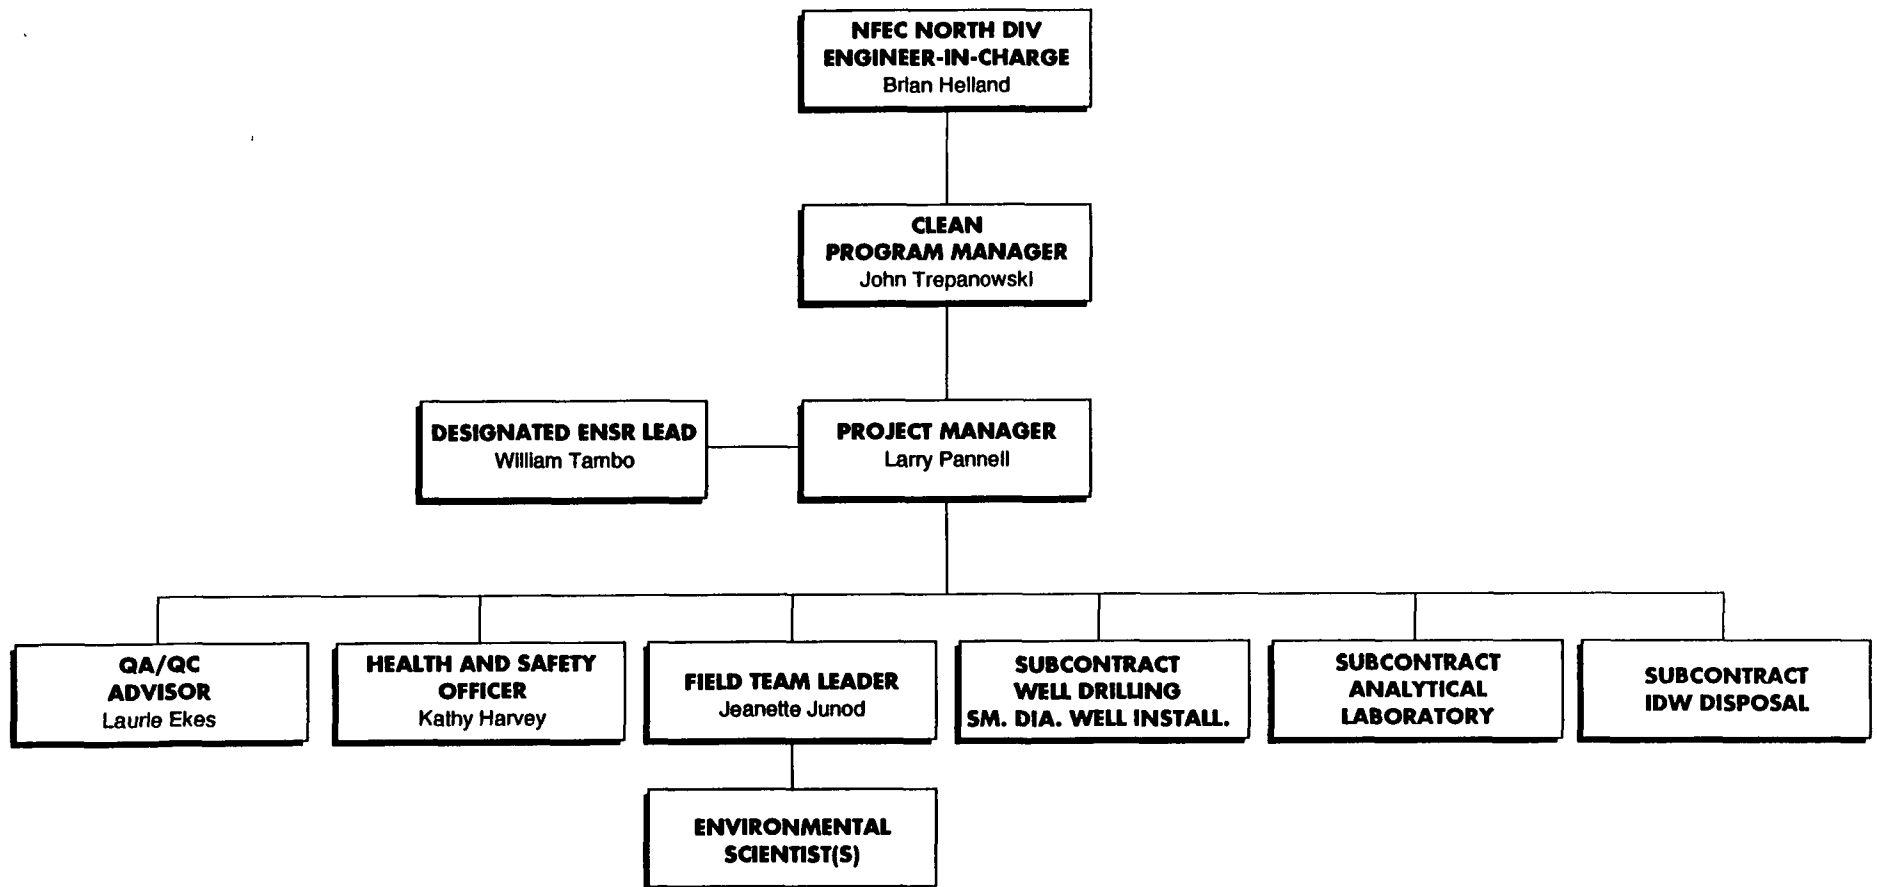 NFEC NORTH DIV
ENGINEER-IN-CHARGE
Brian Helland
CLEAN
PROGRAM MANAGER
John Trepanowski
DESIGNATED ENSR LEAD
William Tambo
PROJECT MANAGER
Larry Pannell
QA/QC
ADVISOR
Laurie Ekes
HEALTH AND SAFETY
OFFICER
Kathy Harvey
FIELD TEAM LEADER
Jeanette Junod
SUBCONTRACT
WELL DRILLING
SM. DIA. WELL INSTALL.
SUBCONTRACT
ANALYTICAL
LABORATORY
SUBCONTRACT
IDW DISPOSAL
ENVIRONMENTAL
SCIENTIST(S)